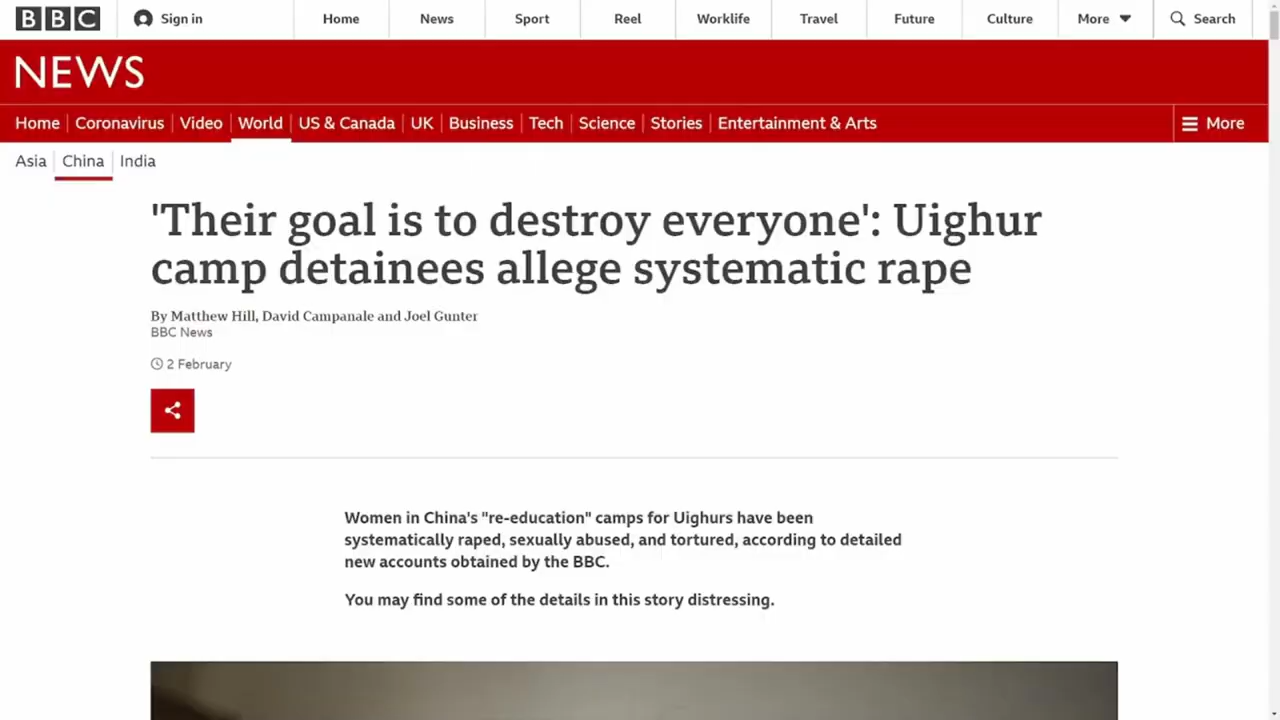 BBC Sign in Home News Sport Reel Worklife Travel Future Culture More Search
NEWS
Home Coronavirus Video World US & Canada UK Business Tech Science Stories Entertainment & Arts More
Asia China India
'Their goal is to destroy everyone': Uighur
camp detainees allege systematic rape
By Matthew Hill, David Campanale and Joel Gunter
BBC News
2 February
Women in China's "re-education" camps for Uighurs have been
systematically raped, sexually abused, and tortured, according to detailed
new accounts obtained by the BBC.
You may find some of the details in this story distressing.